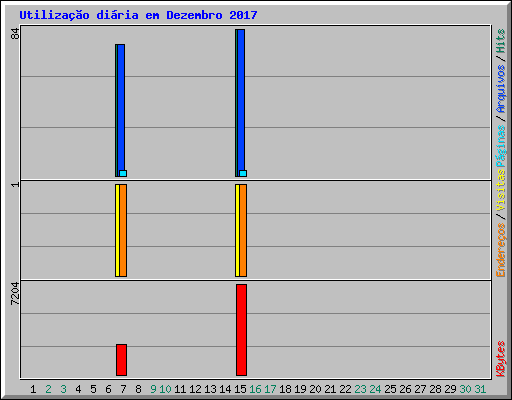 Utilização diária em Dezembro 2017
84
1
7204
Hits / Arquivos / Páginas
Visitas / Endereços
KBytes
1 2 3 4 5 6 7 8 9 10 11 12 13 14 15 16 17 18 19 20 21 22 23 24 25 26 27 28 29 30 31